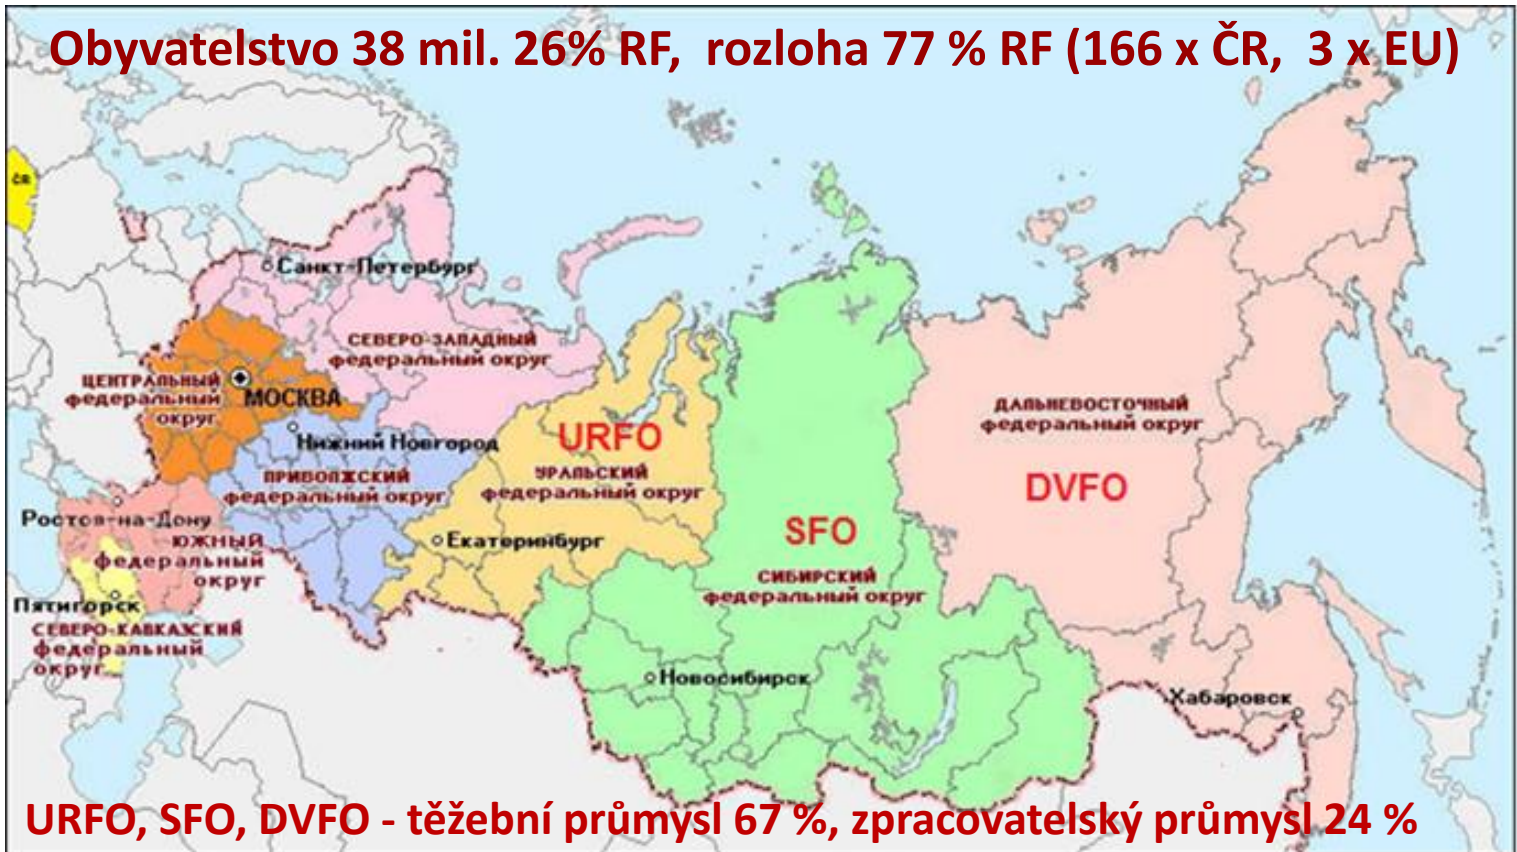 Obyvatelstvo 38 mil. 26% RF, rozloha 77 % RF (166 x ČR, 3 x EU)
ČR
Санкт-Петербург
СЕВЕРО-ЗАПАДНЫЙ
федеральный округ
ЦЕНТРАЛЬНЫЙ
федеральный
округ
МОСКВА
Нижний Новгород
ПРИВОЛЖСКИЙ
федеральный округ
URFO
УРАЛЬСКИЙ
федеральный округ
Екатеринбург
ДАЛЬНЕВОСТОЧНЫЙ
федеральный округ
DVFO
SFO
СИБИРСКИЙ
федеральный округ
Ростов-на-Дону
ЮЖНЫЙ
федеральный
округ
Пятигорск
СЕВЕРО-КАВКАЗСКИЙ
федеральный
округ
Новосибирск
Хабаровск
URFO, SFO, DVFO - těžební průmysl 67 %, zpracovatelský průmysl 24 %